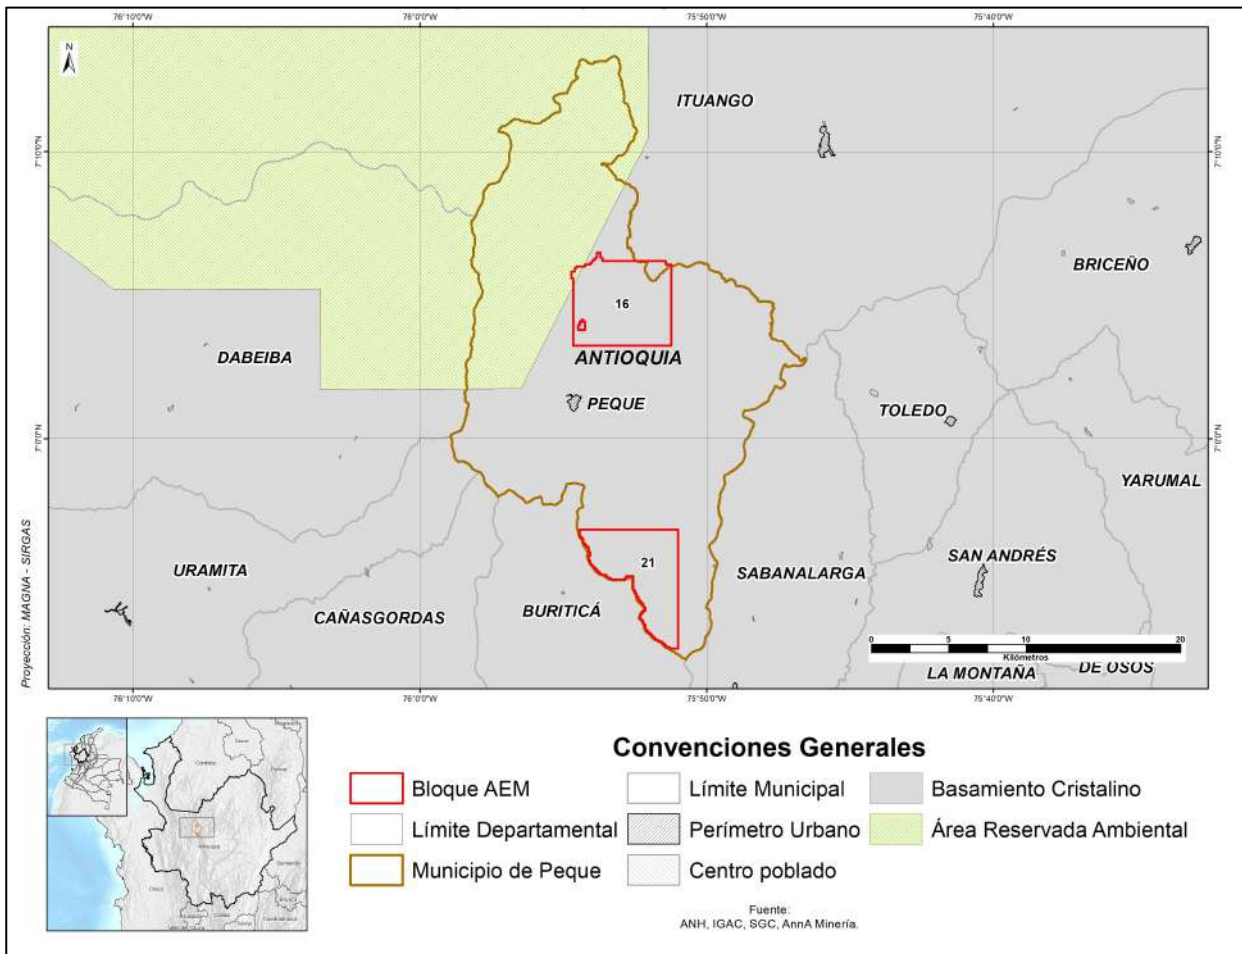 76°10'0"W 76°0'0"W 75°50'0"W 75°40'0"W
N
ITUANGO
7°10'0"N 7°10'0"N
BRICEÑO
16
DABEIBA
ANTIOQUIA
PEQUE
TOLEDO
7°0'0"N 7°0'0"N
YARUMAL
SAN ANDRÉS
21
URAMITA
SABANALARGA
BURITICÁ
CAÑASGORDAS
0 5 10 20
Kilómetros
LA MONTAÑA
DE OSOS
Proyección: MAGNA - SIRGAS
76°10'0"W 76°0'0"W 75°50'0"W 75°40'0"W
Convenciones Generales
Bloque AEM
Límite Municipal
Basamiento Cristalino
Límite Departamental
Perímetro Urbano
Área Reservada Ambiental
Municipio de Peque
Centro poblado
Fuente:
ANH, IGAC, SGC, AnnA Minería.